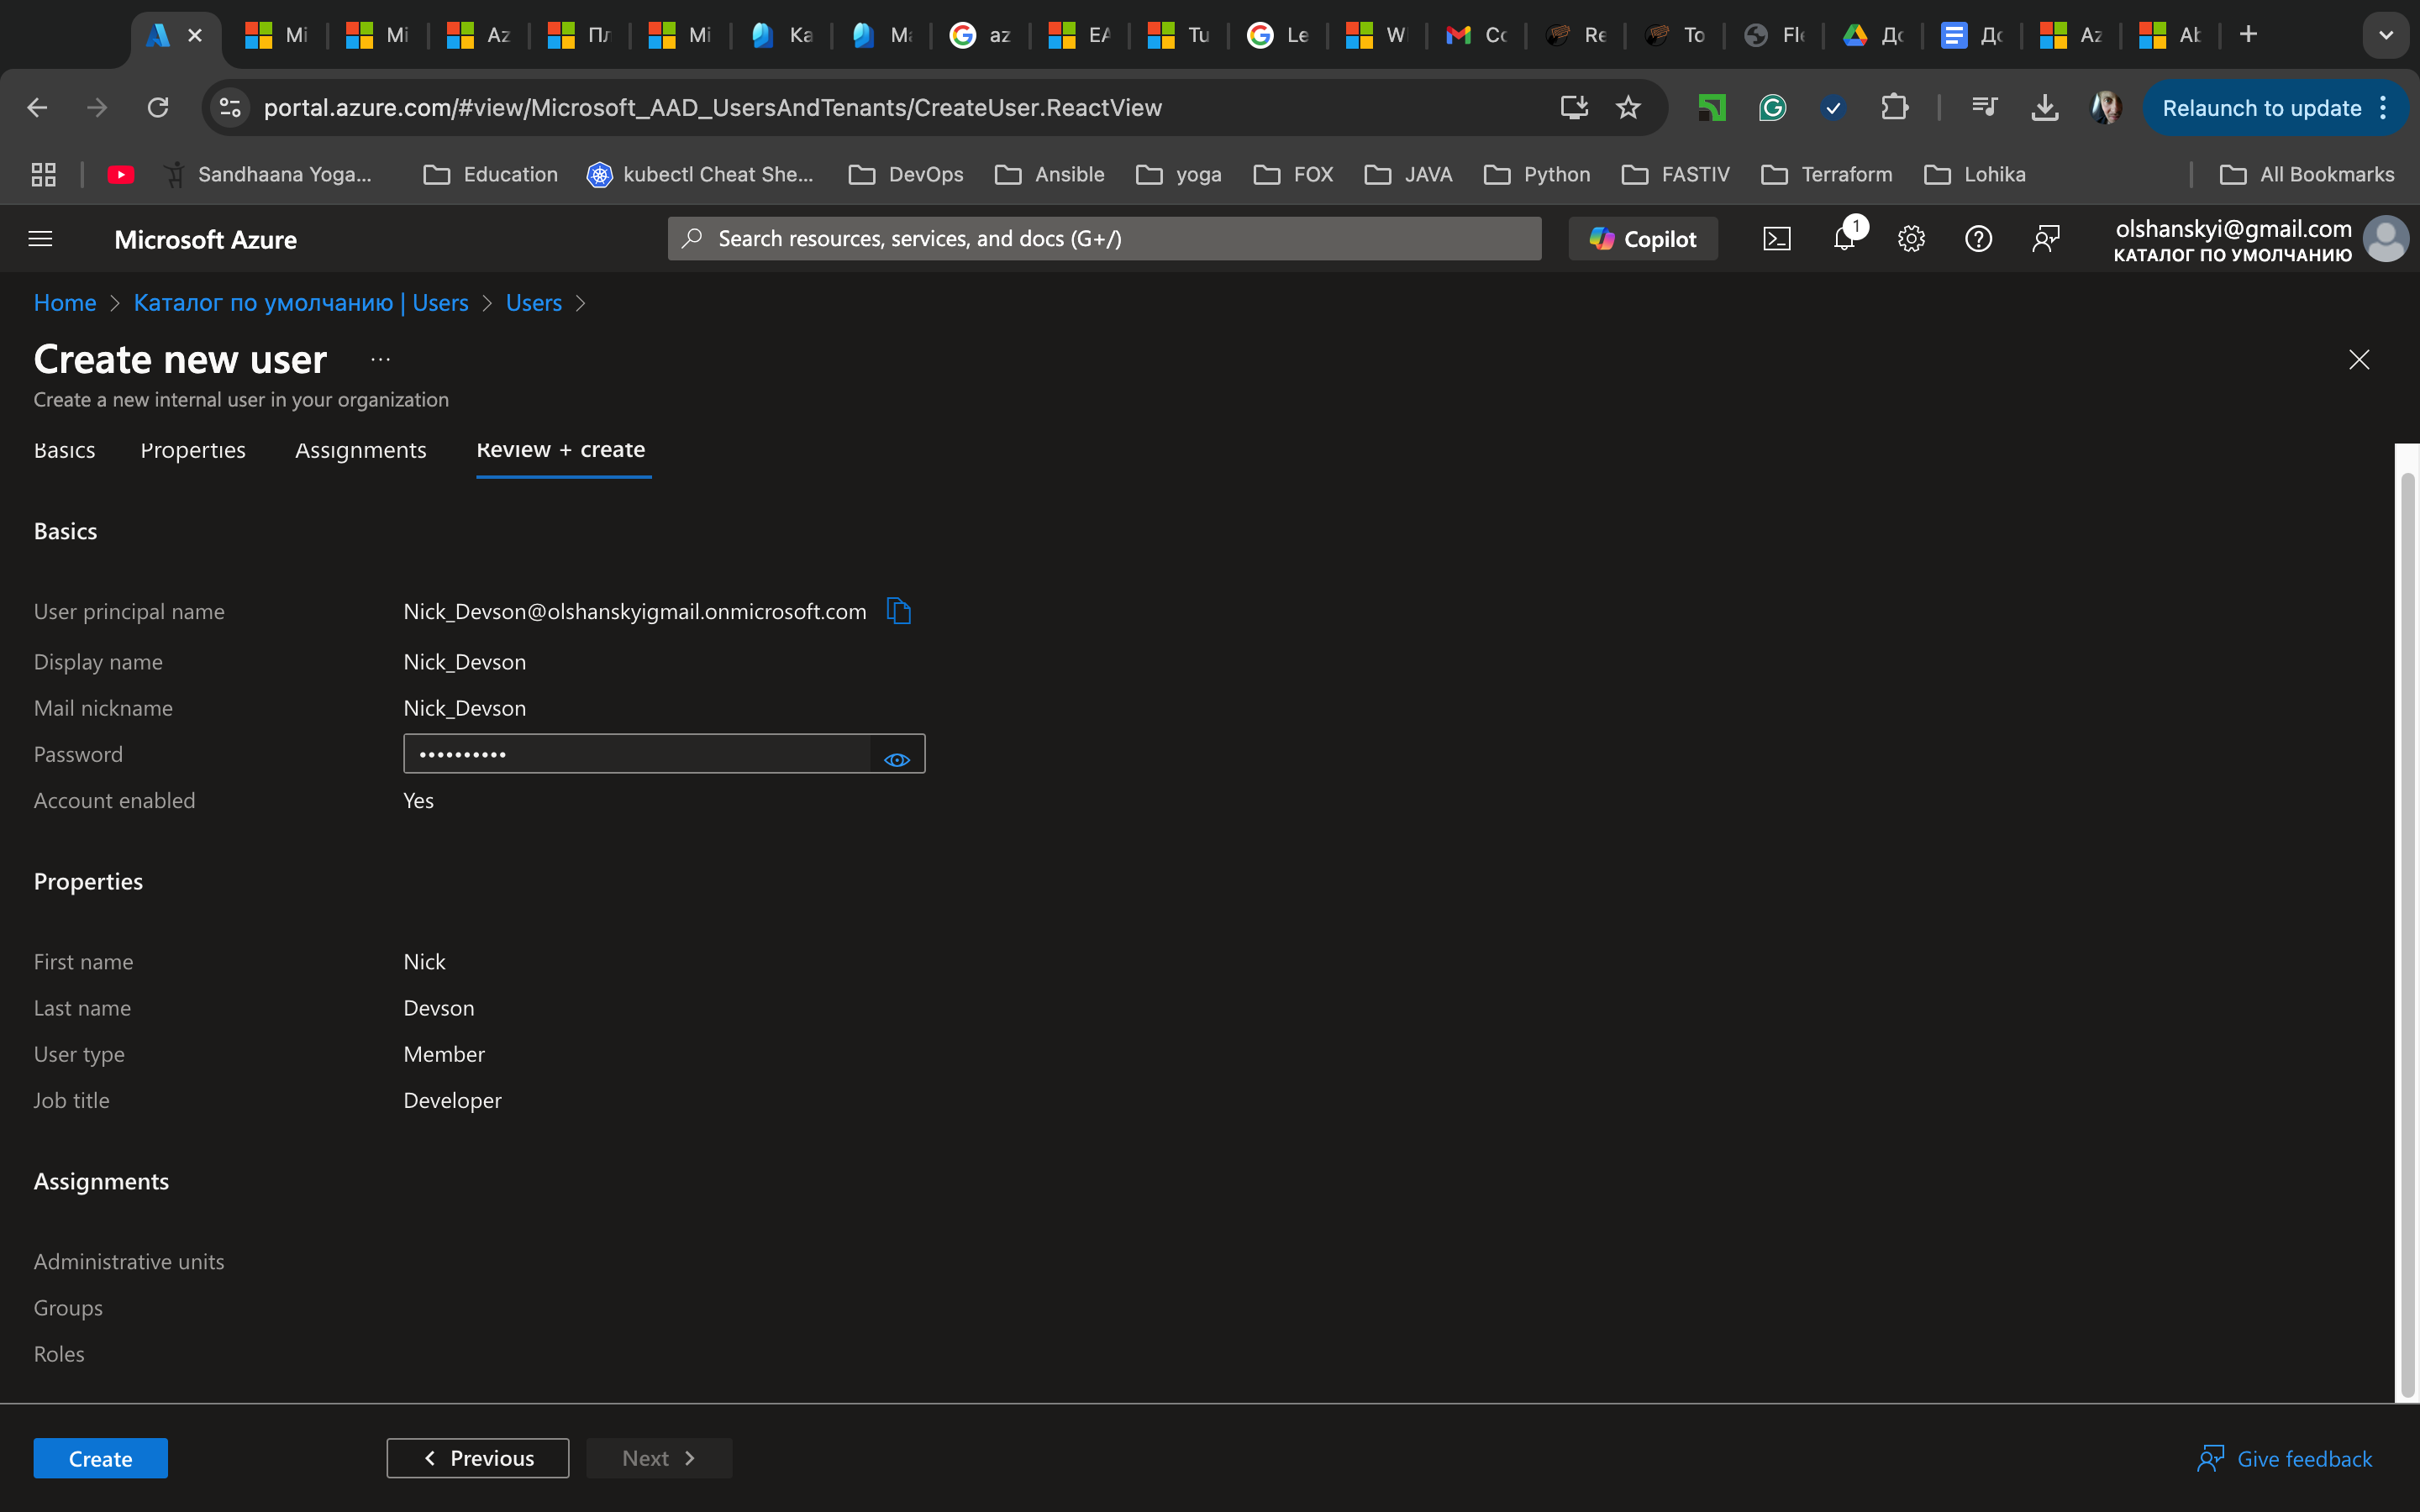 Mi Mi Az Пл Mi Ka Ma az EA Tu Le W Co Re To Fle До До Az Ab
portal.azure.com/#view/Microsoft_AAD_UsersAndTenants/CreateUser.ReactView
Relaunch to update
Sandhaana Yoga... Education kubectl Cheat She... DevOps Ansible yoga FOX JAVA Python FASTIV Terraform Lohika All Bookmarks
Microsoft Azure
Search resources, services, and docs (G+/)
Copilot
1
olshanskyi@gmail.com
КАТАЛОГ ПО УМОЛЧАНИЮ
Home > Каталог по умолчанию | Users > Users >
Create new user ...
Create a new internal user in your organization
Basics Properties Assignments Review + create
Basics
User principal name Nick_Devson@olshanskyigmail.onmicrosoft.com
Display name Nick_Devson
Mail nickname Nick_Devson
Password ••••••••••
Account enabled Yes
Properties
First name Nick
Last name Devson
User type Member
Job title Developer
Assignments
Administrative units
Groups
Roles
Create < Previous Next > Give feedback